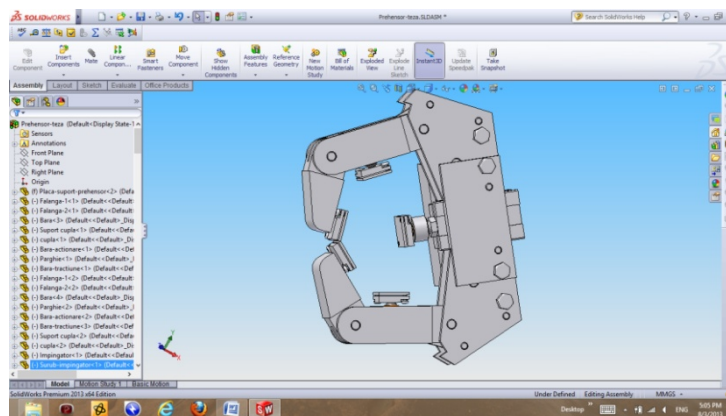 SOLIDWORKS
Prehensor-teza.SLDASM *
Search SolidWorks Help
Edit Component
Insert Components
Mate
Linear Compon...
Smart Fasteners
Move Component
Show Hidden Components
Assembly Features
Reference Geometry
New Motion Study
Bill of Materials
Exploded View
Explode Line Sketch
Instant3D
Update Speedpak
Take Snapshot
Assembly Layout Sketch Evaluate Office Products
Prehensor-teza (Default<Default_Display State-1
Sensors
Annotations
Front Plane
Top Plane
Right Plane
Origin
(f) Placa-suport-prehensor<2> (Defa
(-) Falanga-1<1> (Default<<Default
(-) Falanga-2<1> (Default<<Default
(-) Bara<3> (Default<<Default>_Disp
(-) Suport cupla<1> (Default<<Defa
(-) cupla<1> (Default<<Default>_Di
(-) Bara-actionare<1> (Default<<Def
(-) Parghie<1> (Default<<Default>_
(-) Bara-tractiune<1> (Default<<Def
(-) Falanga-1<2> (Default<<Default
(-) Falanga-2<2> (Default<<Default
(-) Bara<4> (Default<<Default>_Disp
(-) Parghie<2> (Default<<Default>_
(-) Bara-actionare<2> (Default<<Def
(-) Bara-tractiune<3> (Default<<Def
(-) Suport cupla<2> (Default<<Defa
(-) cupla<2> (Default<<Default>_Di
(-) Impingator<1> (Default<<Defaul
(-) Surub-impingator<1> (Default<
Model Motion Study 1 Basic Motion
SolidWorks Premium 2013 x64 Edition
Under Defined Editing Assembly MMGS
Desktop ENG 5:05 PM